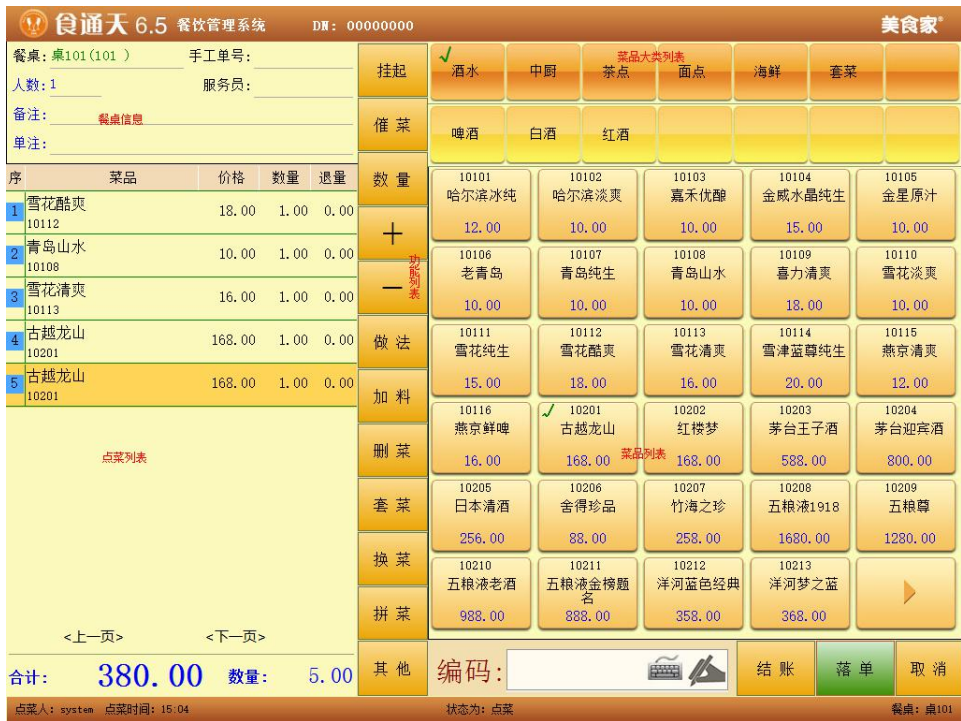 食通天 6.5 餐饮管理系统 DN: 00000000 美食家®
餐桌: 桌101(101 ) 手工单号:
人数: 1 服务员:
备注:
餐桌信息
单注:
序 菜品 价格 数量 退量
1 雪花酷爽 18.00 1.00 0.00
10112
2 青岛山水 10.00 1.00 0.00
10108
3 雪花清爽 16.00 1.00 0.00
10113
4 古越龙山 168.00 1.00 0.00
10201
5 古越龙山 168.00 1.00 0.00
10201
点菜列表
<上一页> <下一页>
合计: 380.00 数量: 5.00
挂起
催菜
数量
+
功能列表
—
做法
加料
删菜
套菜
换菜
拼菜
其他
菜品大类列表
酒水 中厨 茶点 面点 海鲜 套菜
啤酒 白酒 红酒
10101 10102 10103 10104 10105
哈尔滨冰纯 哈尔滨淡爽 嘉禾优酿 金威水晶纯生 金星原汁
12.00 10.00 10.00 15.00 10.00
10106 10107 10108 10109 10110
老青岛 青岛纯生 青岛山水 喜力清爽 雪花淡爽
10.00 10.00 10.00 18.00 10.00
10111 10112 10113 10114 10115
雪花纯生 雪花酷爽 雪花清爽 雪津蓝尊纯生 燕京清爽
15.00 18.00 16.00 20.00 12.00
10116 10201 10202 10203 10204
燕京鲜啤 古越龙山 红楼梦 茅台王子酒 茅台迎宾酒
菜品列表
16.00 168.00 168.00 588.00 800.00
10205 10206 10207 10208 10209
日本清酒 舍得珍品 竹海之珍 五粮液1918 五粮尊
256.00 88.00 258.00 1680.00 1280.00
10210 10211 10212 10213
五粮液老酒 五粮液金榜题名 洋河蓝色经典 洋河梦之蓝
988.00 888.00 358.00 368.00
编码: 结账 落单 取消
点菜人: system 点菜时间: 15:04 状态为: 点菜 餐桌: 桌101